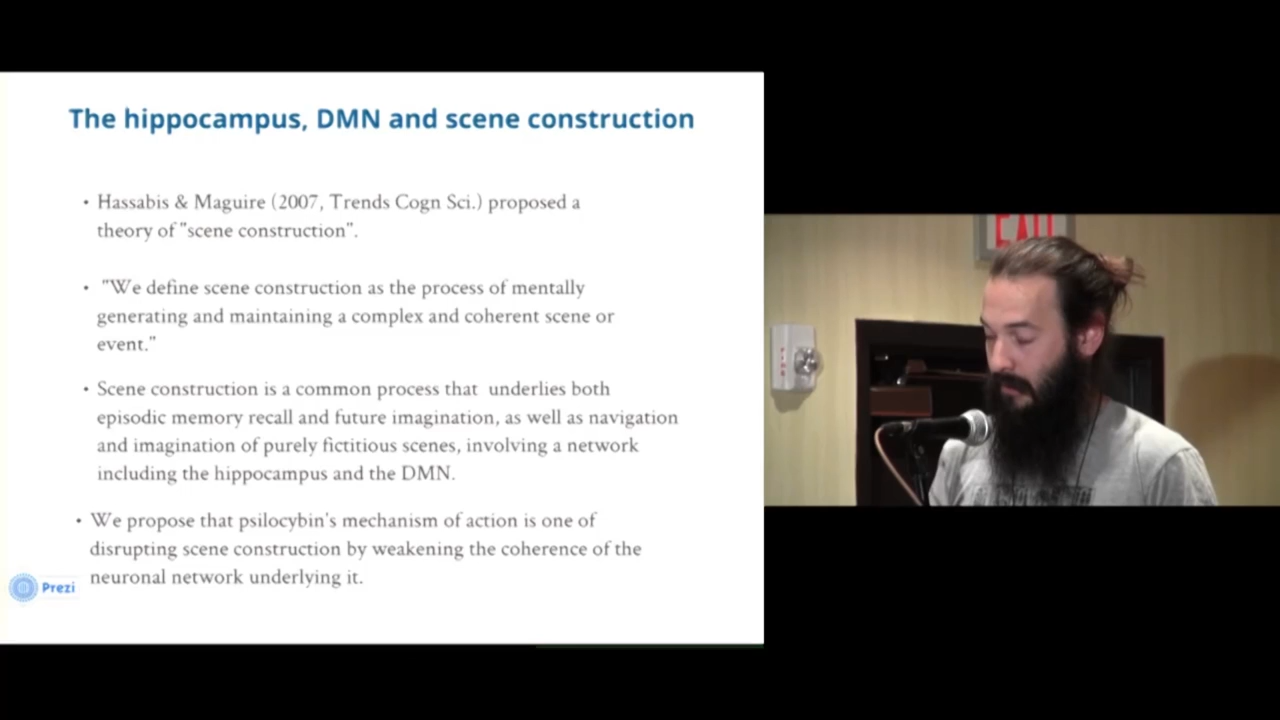 The hippocampus, DMN and scene construction
• Hassabis & Maguire (2007, Trends Cogn Sci.) proposed a
theory of "scene construction".
• "We define scene construction as the process of mentally
generating and maintaining a complex and coherent scene or
event."
• Scene construction is a common process that underlies both
episodic memory recall and future imagination, as well as navigation
and imagination of purely fictitious scenes, involving a network
including the hippocampus and the DMN.
• We propose that psilocybin's mechanism of action is one of
disrupting scene construction by weakening the coherence of the
neuronal network underlying it.
Prezi